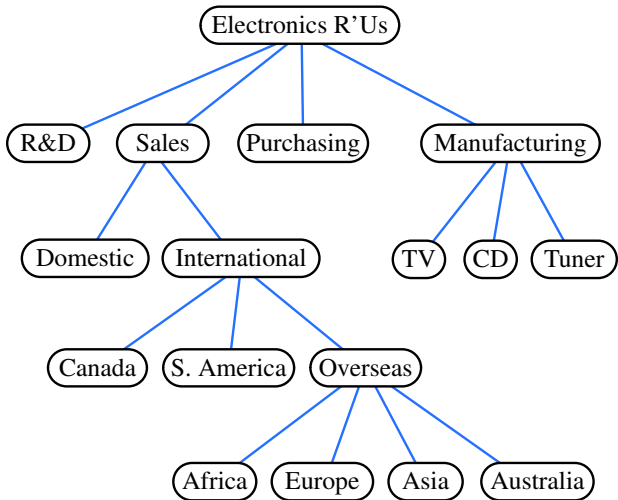 Electronics R’Us
R&D
Sales
Purchasing
Manufacturing
Domestic
International
TV
CD
Tuner
Canada
S. America
Overseas
Africa
Europe
Asia
Australia